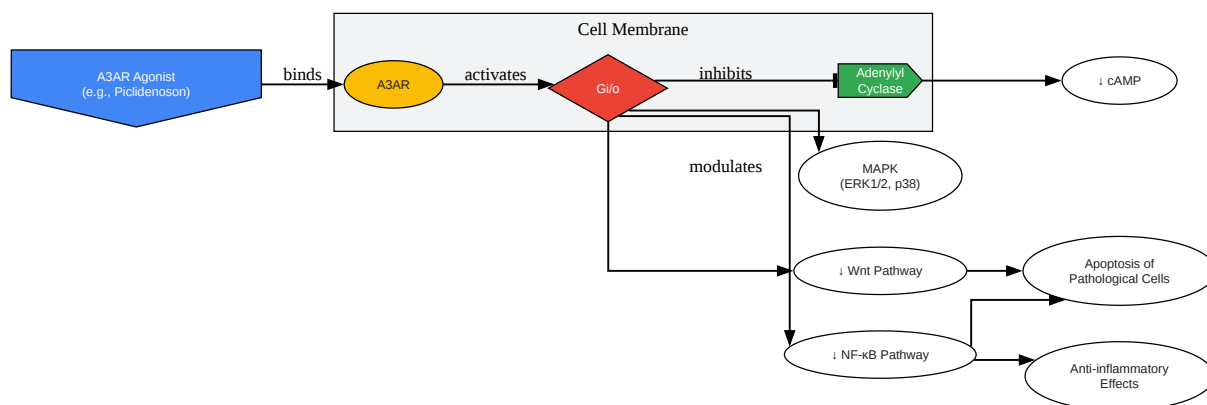 Cell Membrane
A3AR Agonist
(e.g., Piclidenoson)
binds
A3AR
activates
Gi/o
inhibits
Adenylyl
Cyclase
↓ cAMP
modulates
MAPK
(ERK1/2, p38)
↓ Wnt Pathway
Apoptosis of
Pathological Cells
↓ NF-κB Pathway
Anti-inflammatory
Effects